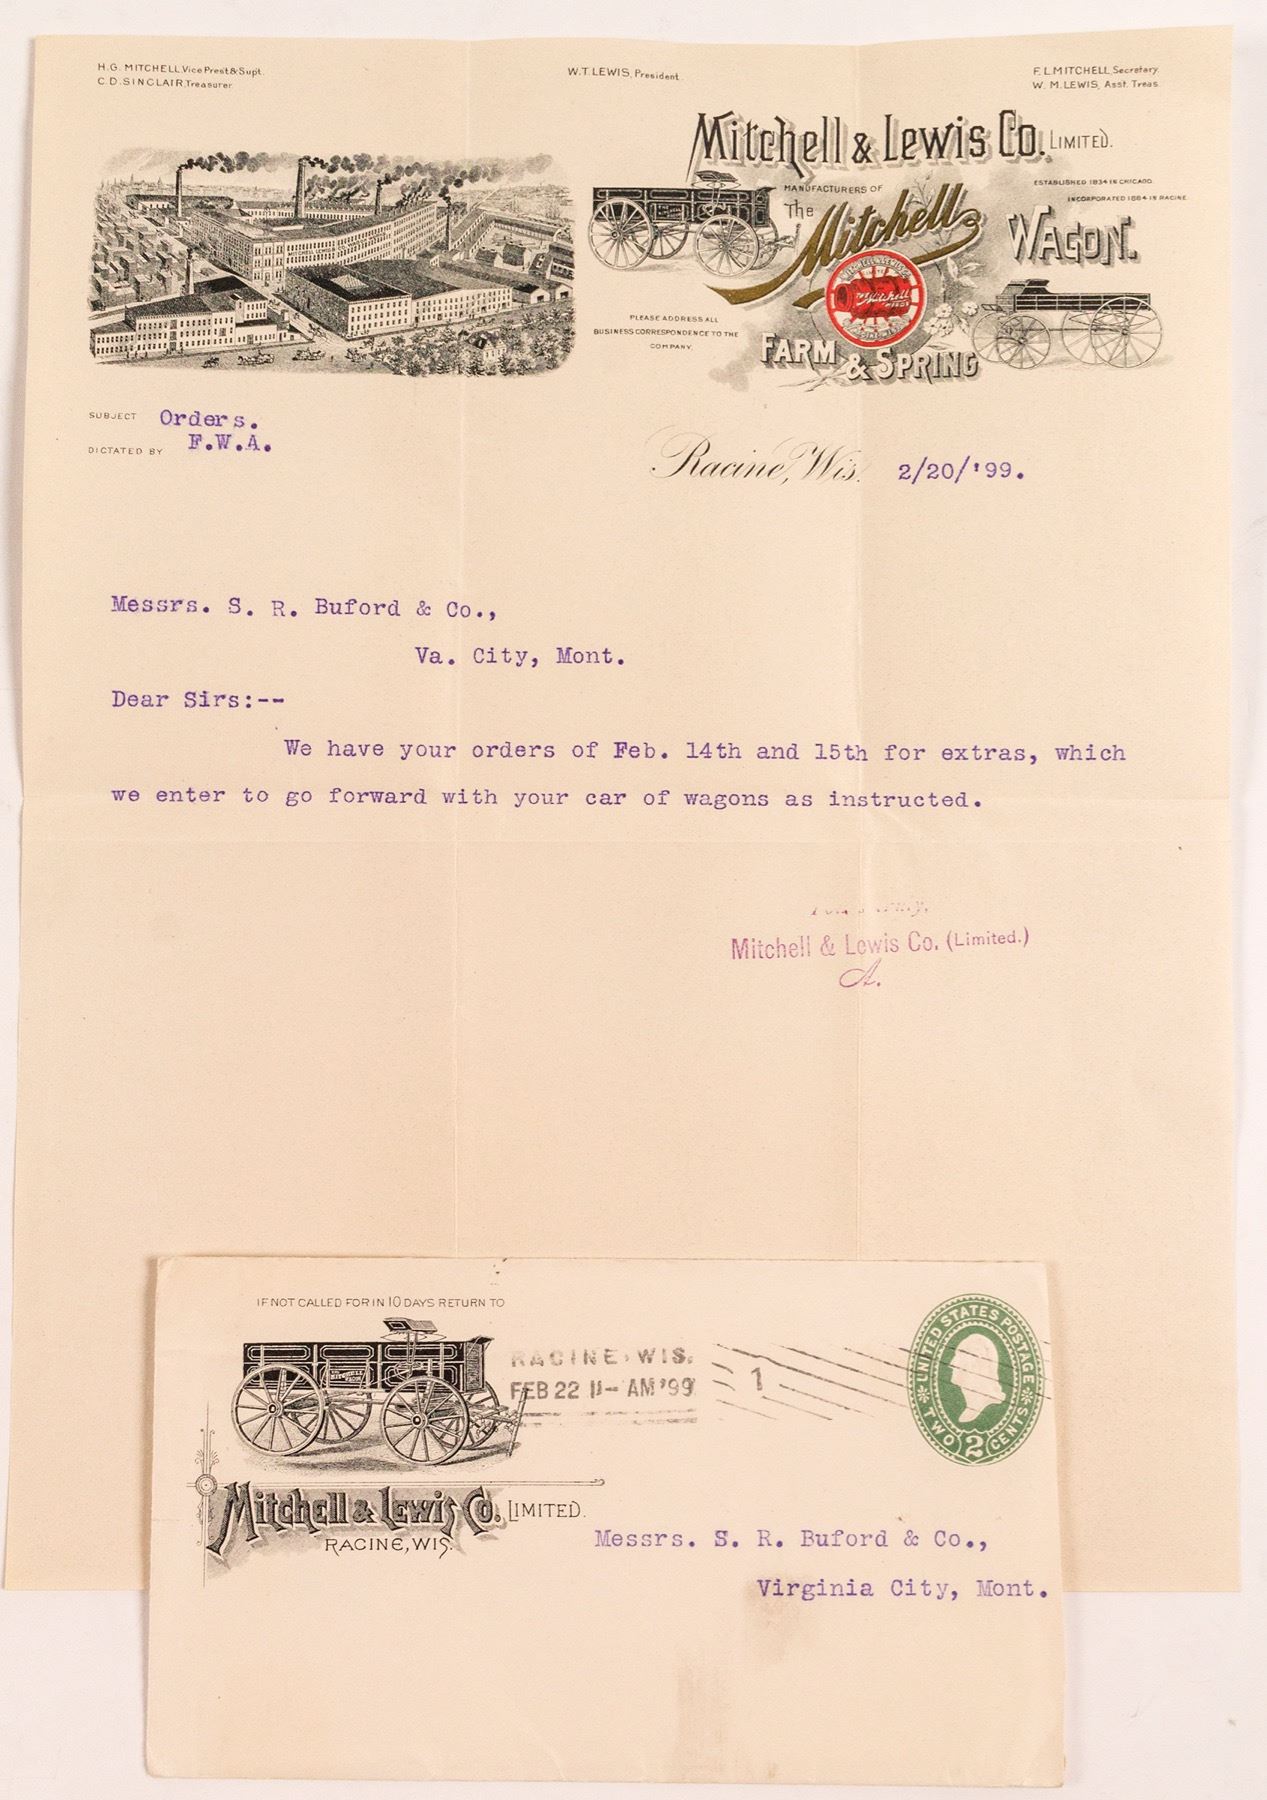 H.G. MITCHELL, Vice Prest & Supt.
C.D. SINCLAIR, Treasurer.
W.T. LEWIS, President.
F.L. MITCHELL, Secretary.
W. M. LEWIS, Asst. Treas.
Mitchell & Lewis Co. LIMITED.
MANUFACTURERS OF
ESTABLISHED 1834 IN CHICAGO.
INCORPORATED 1884 IN RACINE.
The Mitchell WAGON.
The Mitchell
PLEASE ADDRESS ALL
BUSINESS CORRESPONDENCE TO THE
COMPANY.
FARM & SPRING
SUBJECT Orders.
DICTATED BY F.W.A.
Racine, Wis. 2/20/'99.
Messrs. S. R. Buford & Co.,
Va. City, Mont.
Dear Sirs:--
We have your orders of Feb. 14th and 15th for extras, which
we enter to go forward with your car of wagons as instructed.
Mitchell & Lewis Co. (Limited.)
A.
IF NOT CALLED FOR IN 10 DAYS RETURN TO
MITCHELL
WAGON
RACINE, WIS.
FEB 22 11-AM '99
1
UNITED STATES POSTAGE
TWO 2 CENTS
Mitchell & Lewis Co. LIMITED.
RACINE, WIS.
Messrs. S. R. Buford & Co.,
Virginia City, Mont.